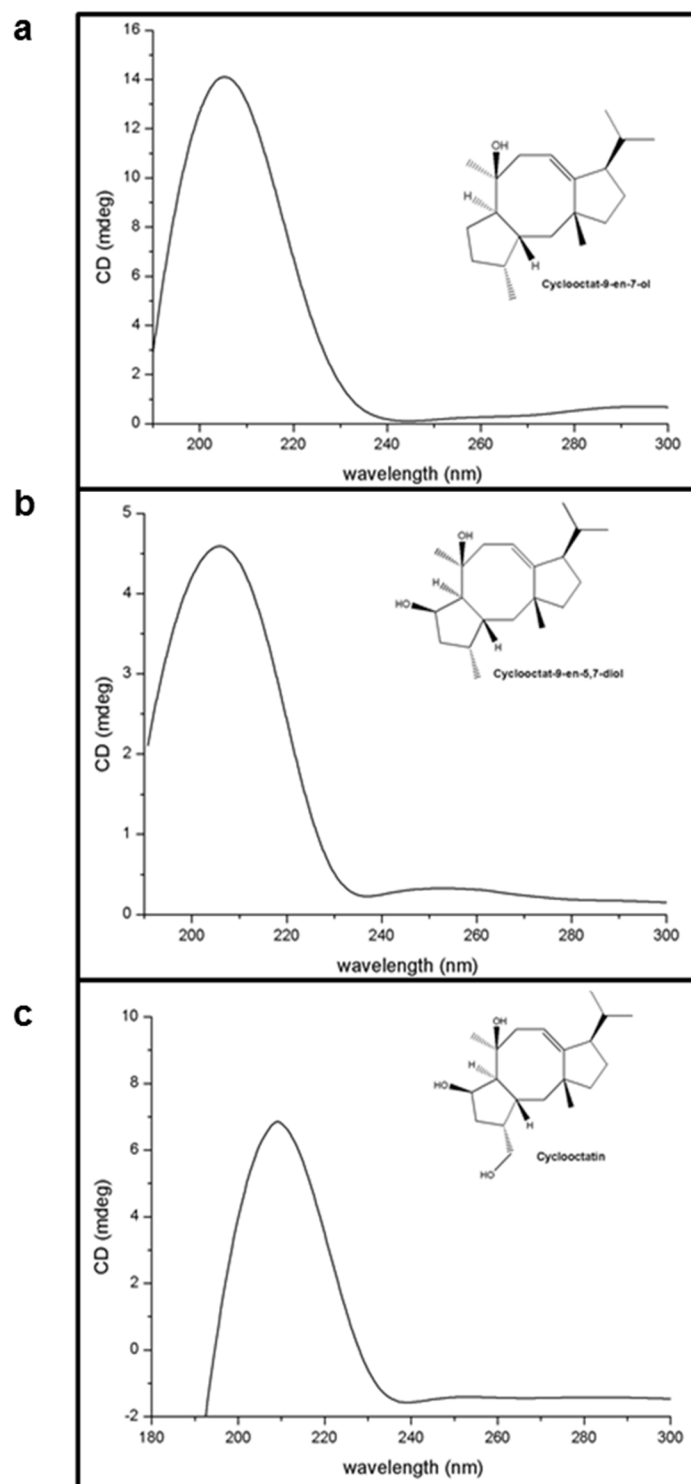 a
16
14
12
10
8
6
4
2
0
CD (mdeg)
200 220 240 260 280 300
wavelength (nm)
OH
H
H
Cyclooctat-9-en-7-ol
b
5
4
3
2
1
0
CD (mdeg)
200 220 240 260 280 300
wavelength (nm)
OH
H
HO
H
Cyclooctat-9-en-5,7-diol
c
10
8
6
4
2
0
-2
CD (mdeg)
180 200 220 240 260 280 300
wavelength (nm)
OH
H
HO
H
HO
Cyclooctatin